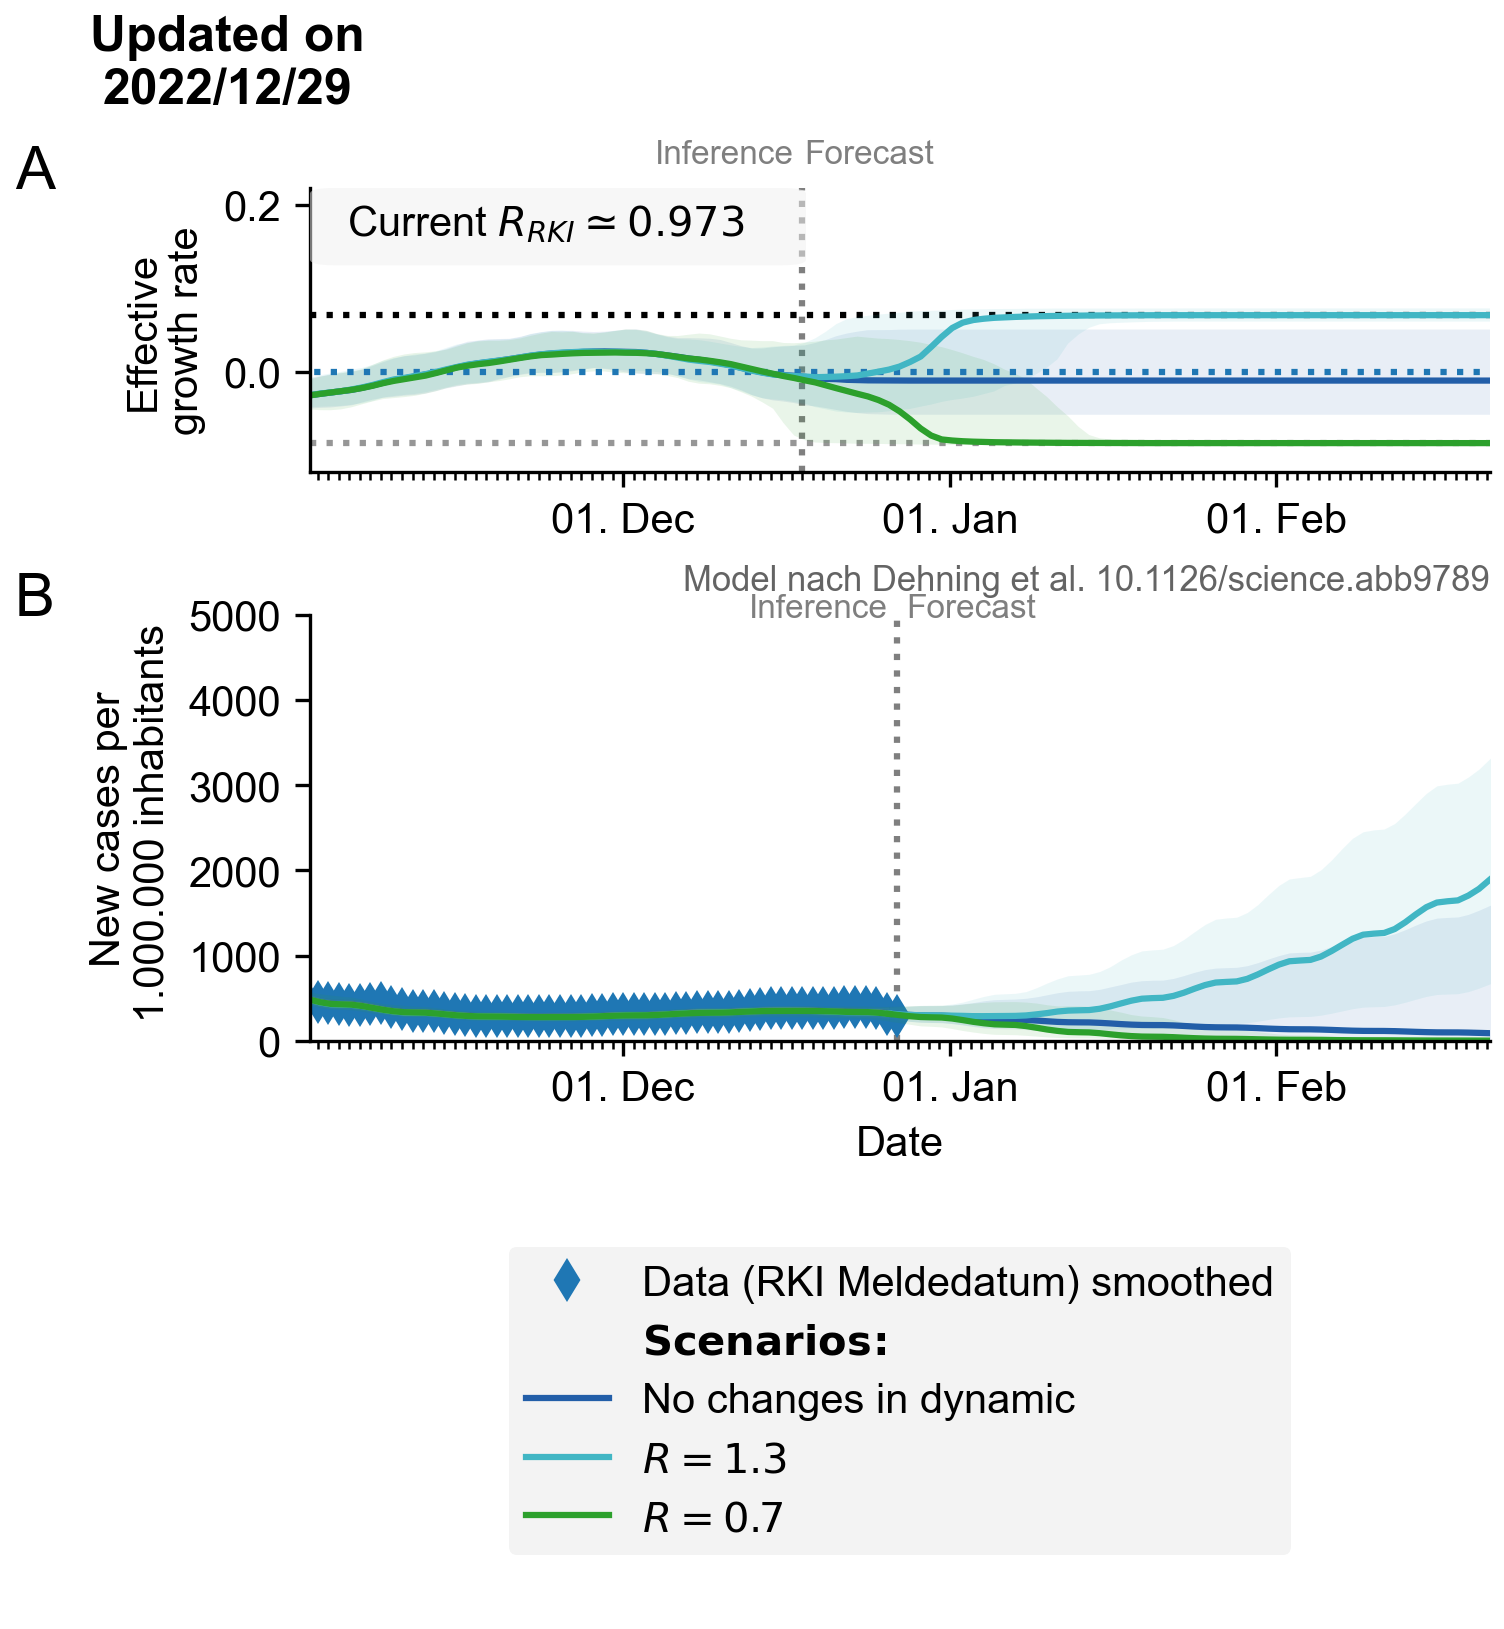 Updated on
2022/12/29
A
Inference Forecast
Current R_RKI ≃ 0.973
0.2
0.0
Effective
growth rate
01. Dec
01. Jan
01. Feb
B
Model nach Dehning et al. 10.1126/science.abb9789
Inference Forecast
5000
4000
3000
2000
1000
0
New cases per
1.000.000 inhabitants
01. Dec
01. Jan
01. Feb
Date
Data (RKI Meldedatum) smoothed
Scenarios:
No changes in dynamic
R = 1.3
R = 0.7